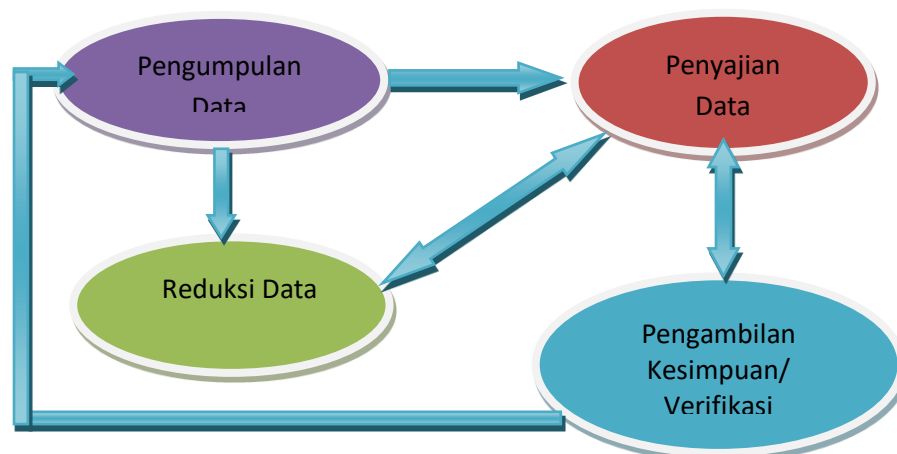 Pengumpulan
Data
Penyajian
Data
Reduksi Data
Pengambilan
Kesimpuan/
Verifikasi